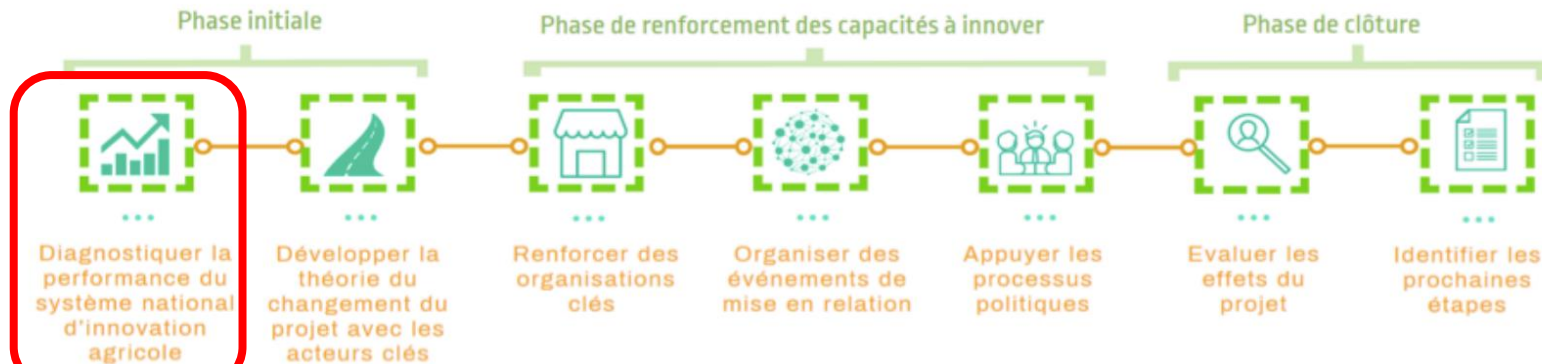 Phase initiale
Phase de renforcement des capacités à innover
Phase de clôture
Diagnostiquer la
performance du
système national
d'innovation
agricole
Développer la
théorie du
changement du
projet avec les
acteurs clés
Renforcer des
organisations
clés
Organiser des
événements de
mise en relation
Appuyer les
processus
politiques
Evaluer les
effets du
projet
Identifier les
prochaines
étapes